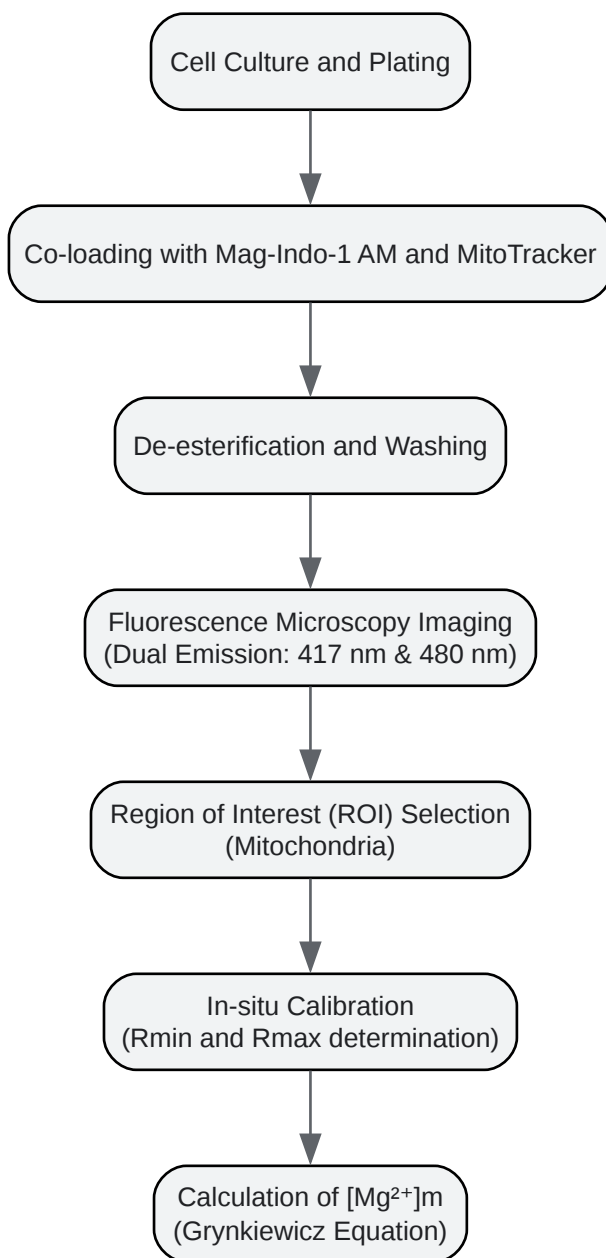 Cell Culture and Plating
Co-loading with Mag-Indo-1 AM and MitoTracker
De-esterification and Washing
Fluorescence Microscopy Imaging
(Dual Emission: 417 nm & 480 nm)
Region of Interest (ROI) Selection
(Mitochondria)
In-situ Calibration
(Rmin and Rmax determination)
Calculation of [Mg²⁺]m
(Grynkiewicz Equation)